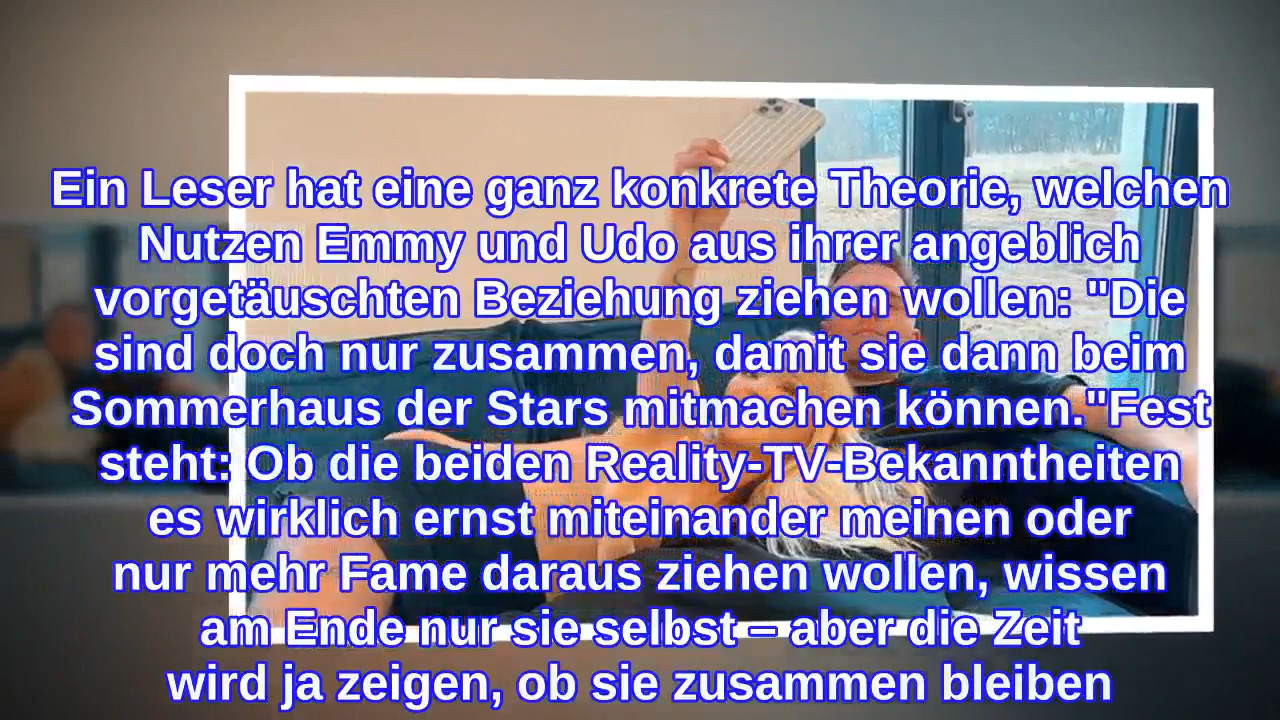 Ein Leser hat eine ganz konkrete Theorie, welchen
Nutzen Emmy und Udo aus ihrer angeblich
vorgetäuschten Beziehung ziehen wollen: "Die
sind doch nur zusammen, damit sie dann beim
Sommerhaus der Stars mitmachen können."Fest
steht: Ob die beiden Reality-TV-Bekanntheiten
es wirklich ernst miteinander meinen oder
nur mehr Fame daraus ziehen wollen, wissen
am Ende nur sie selbst – aber die Zeit
wird ja zeigen, ob sie zusammen bleiben